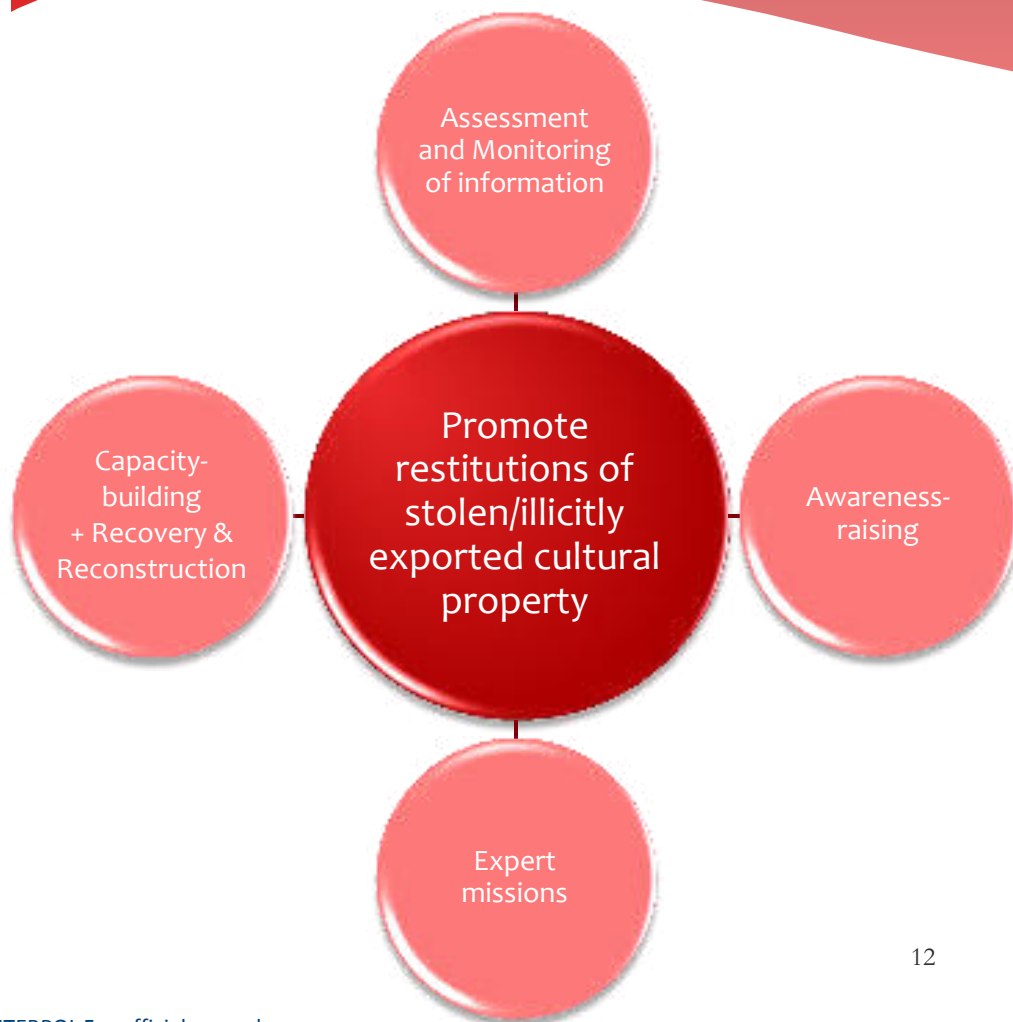 Assessment
and Monitoring
of information
Capacity-
building
+ Recovery &
Reconstruction
Promote
restitutions of
stolen/illicitly
exported cultural
property
Awareness-
raising
Expert
missions
12